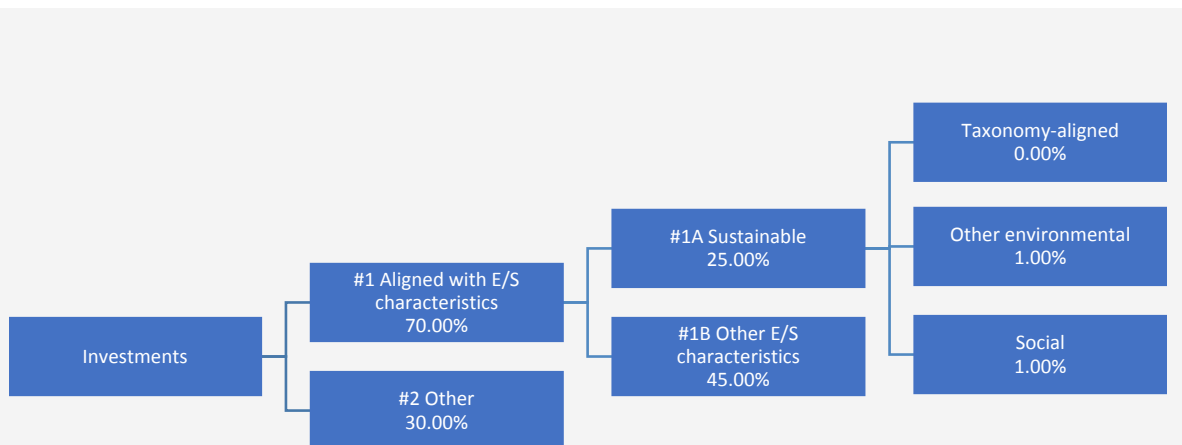 Investments
#1 Aligned with E/S
characteristics
70.00%
#2 Other
30.00%
#1A Sustainable
25.00%
#1B Other E/S
characteristics
45.00%
Taxonomy-aligned
0.00%
Other environmental
1.00%
Social
1.00%